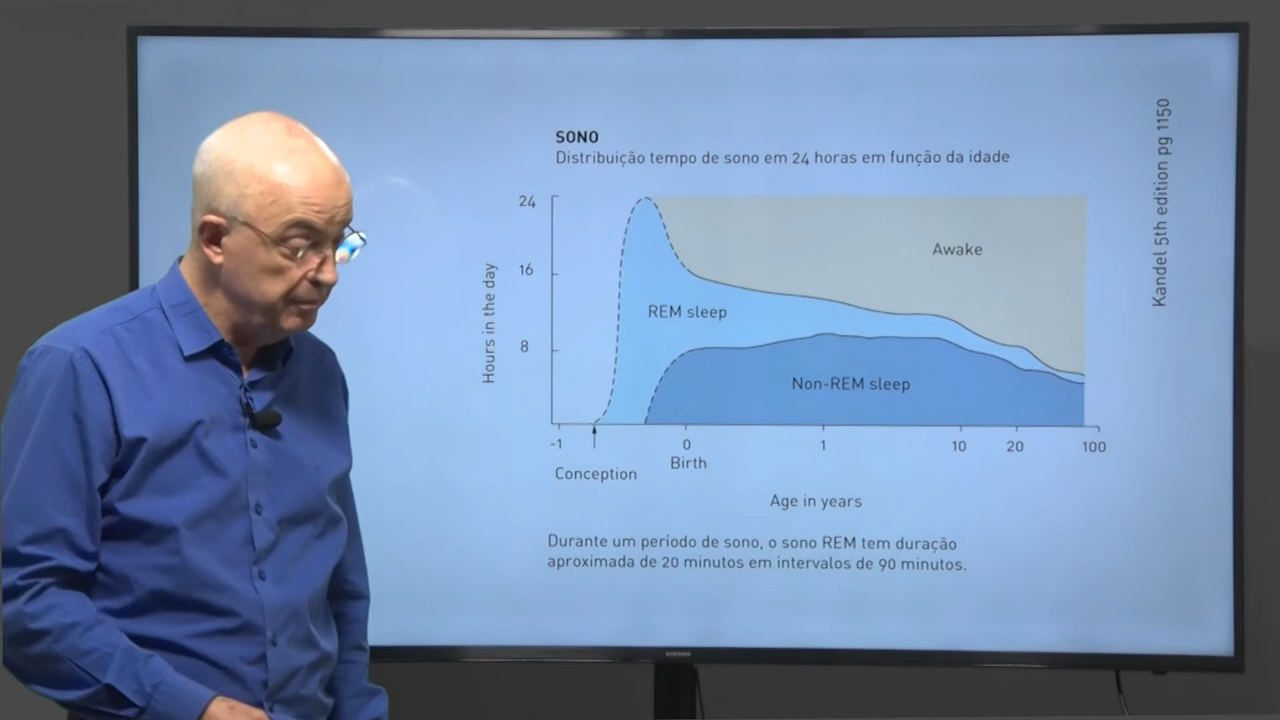 SONO
Distribuição tempo de sono em 24 horas em função da idade
Kandel 5th edition pg 1150
24
16
8
Hours in the day
Awake
REM sleep
Non-REM sleep
-1 0 1 10 20 100
Birth
Conception
Age in years
Durante um período de sono, o sono REM tem duração
aproximada de 20 minutos em intervalos de 90 minutos.
SAMSUNG